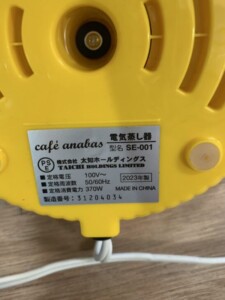 café anabas 電気蒸し器
型名 SE-001
PS E 株式会社 太知ホールディングス
TAICHI HOLDINGS LIMITED
■定格電圧 100V～
■定格周波数 50/60Hz 2023年製
■定格消費電力 370W MADE IN CHINA
製造番号: 31204034